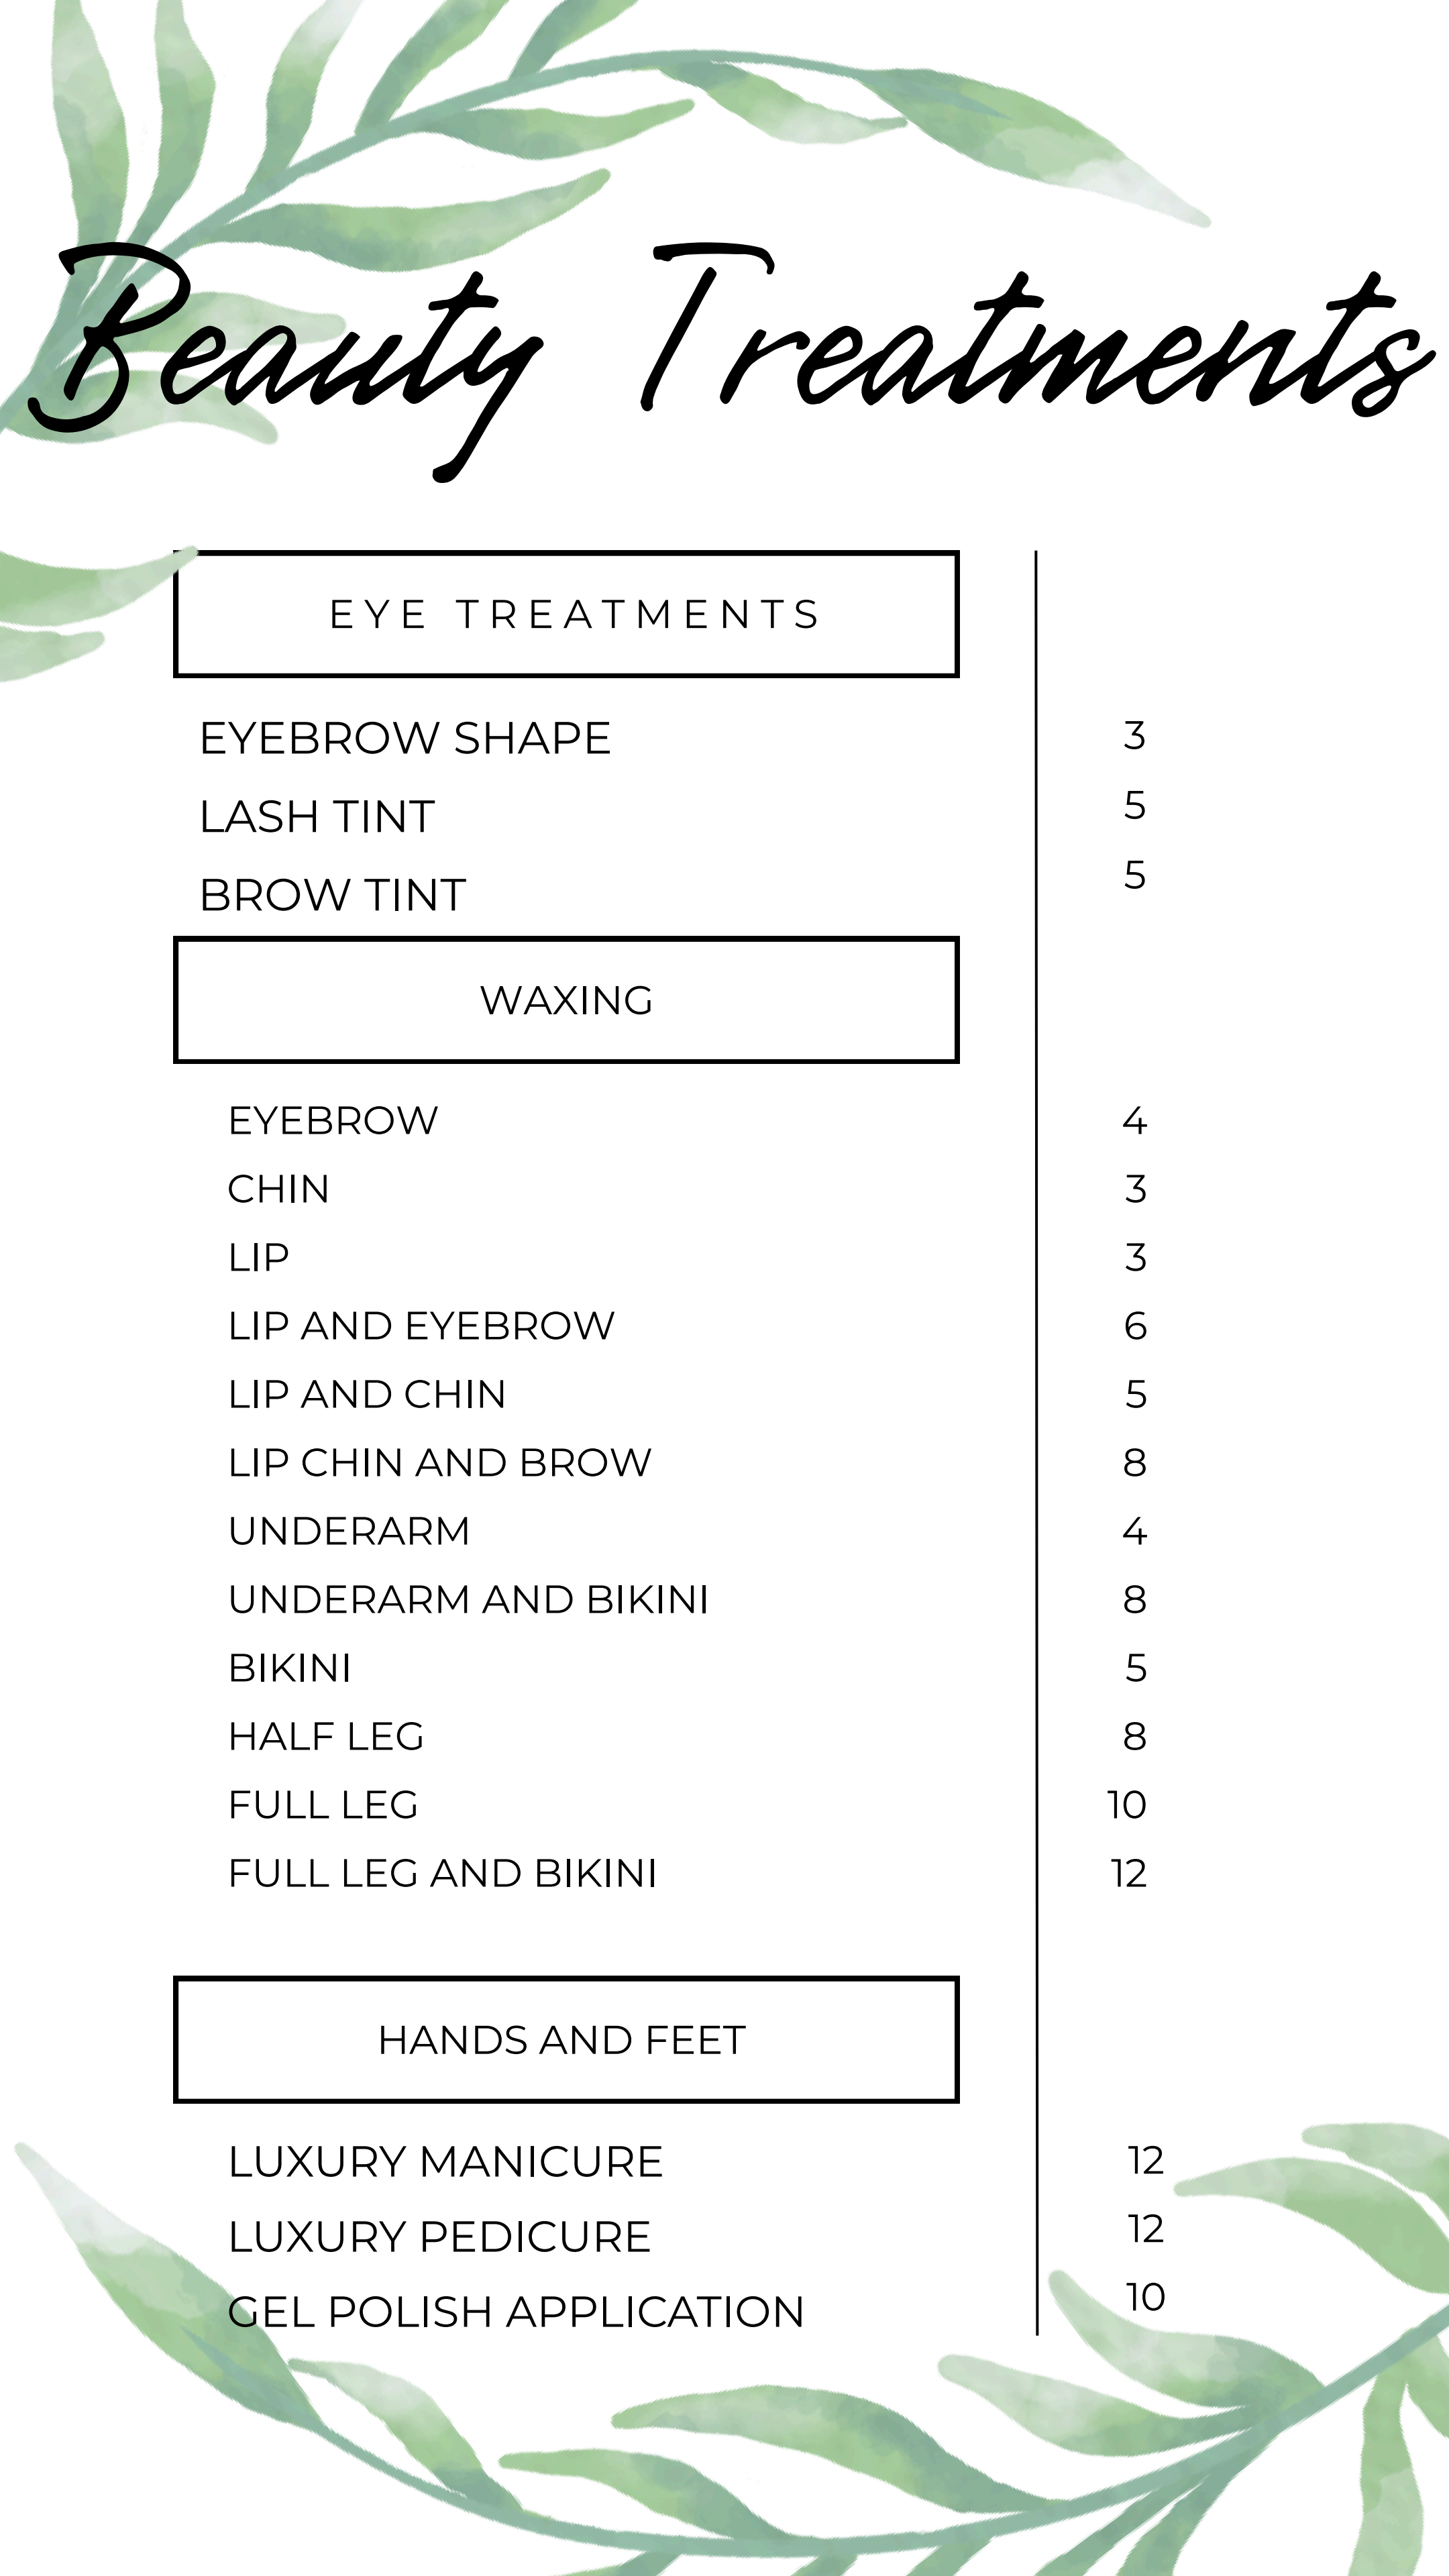 Beauty Treatments
EYE TREATMENTS
EYEBROW SHAPE 3
LASH TINT 5
BROW TINT 5
WAXING
EYEBROW 4
CHIN 3
LIP 3
LIP AND EYEBROW 6
LIP AND CHIN 5
LIP CHIN AND BROW 8
UNDERARM 4
UNDERARM AND BIKINI 8
BIKINI 5
HALF LEG 8
FULL LEG 10
FULL LEG AND BIKINI 12
HANDS AND FEET
LUXURY MANICURE 12
LUXURY PEDICURE 12
GEL POLISH APPLICATION 10